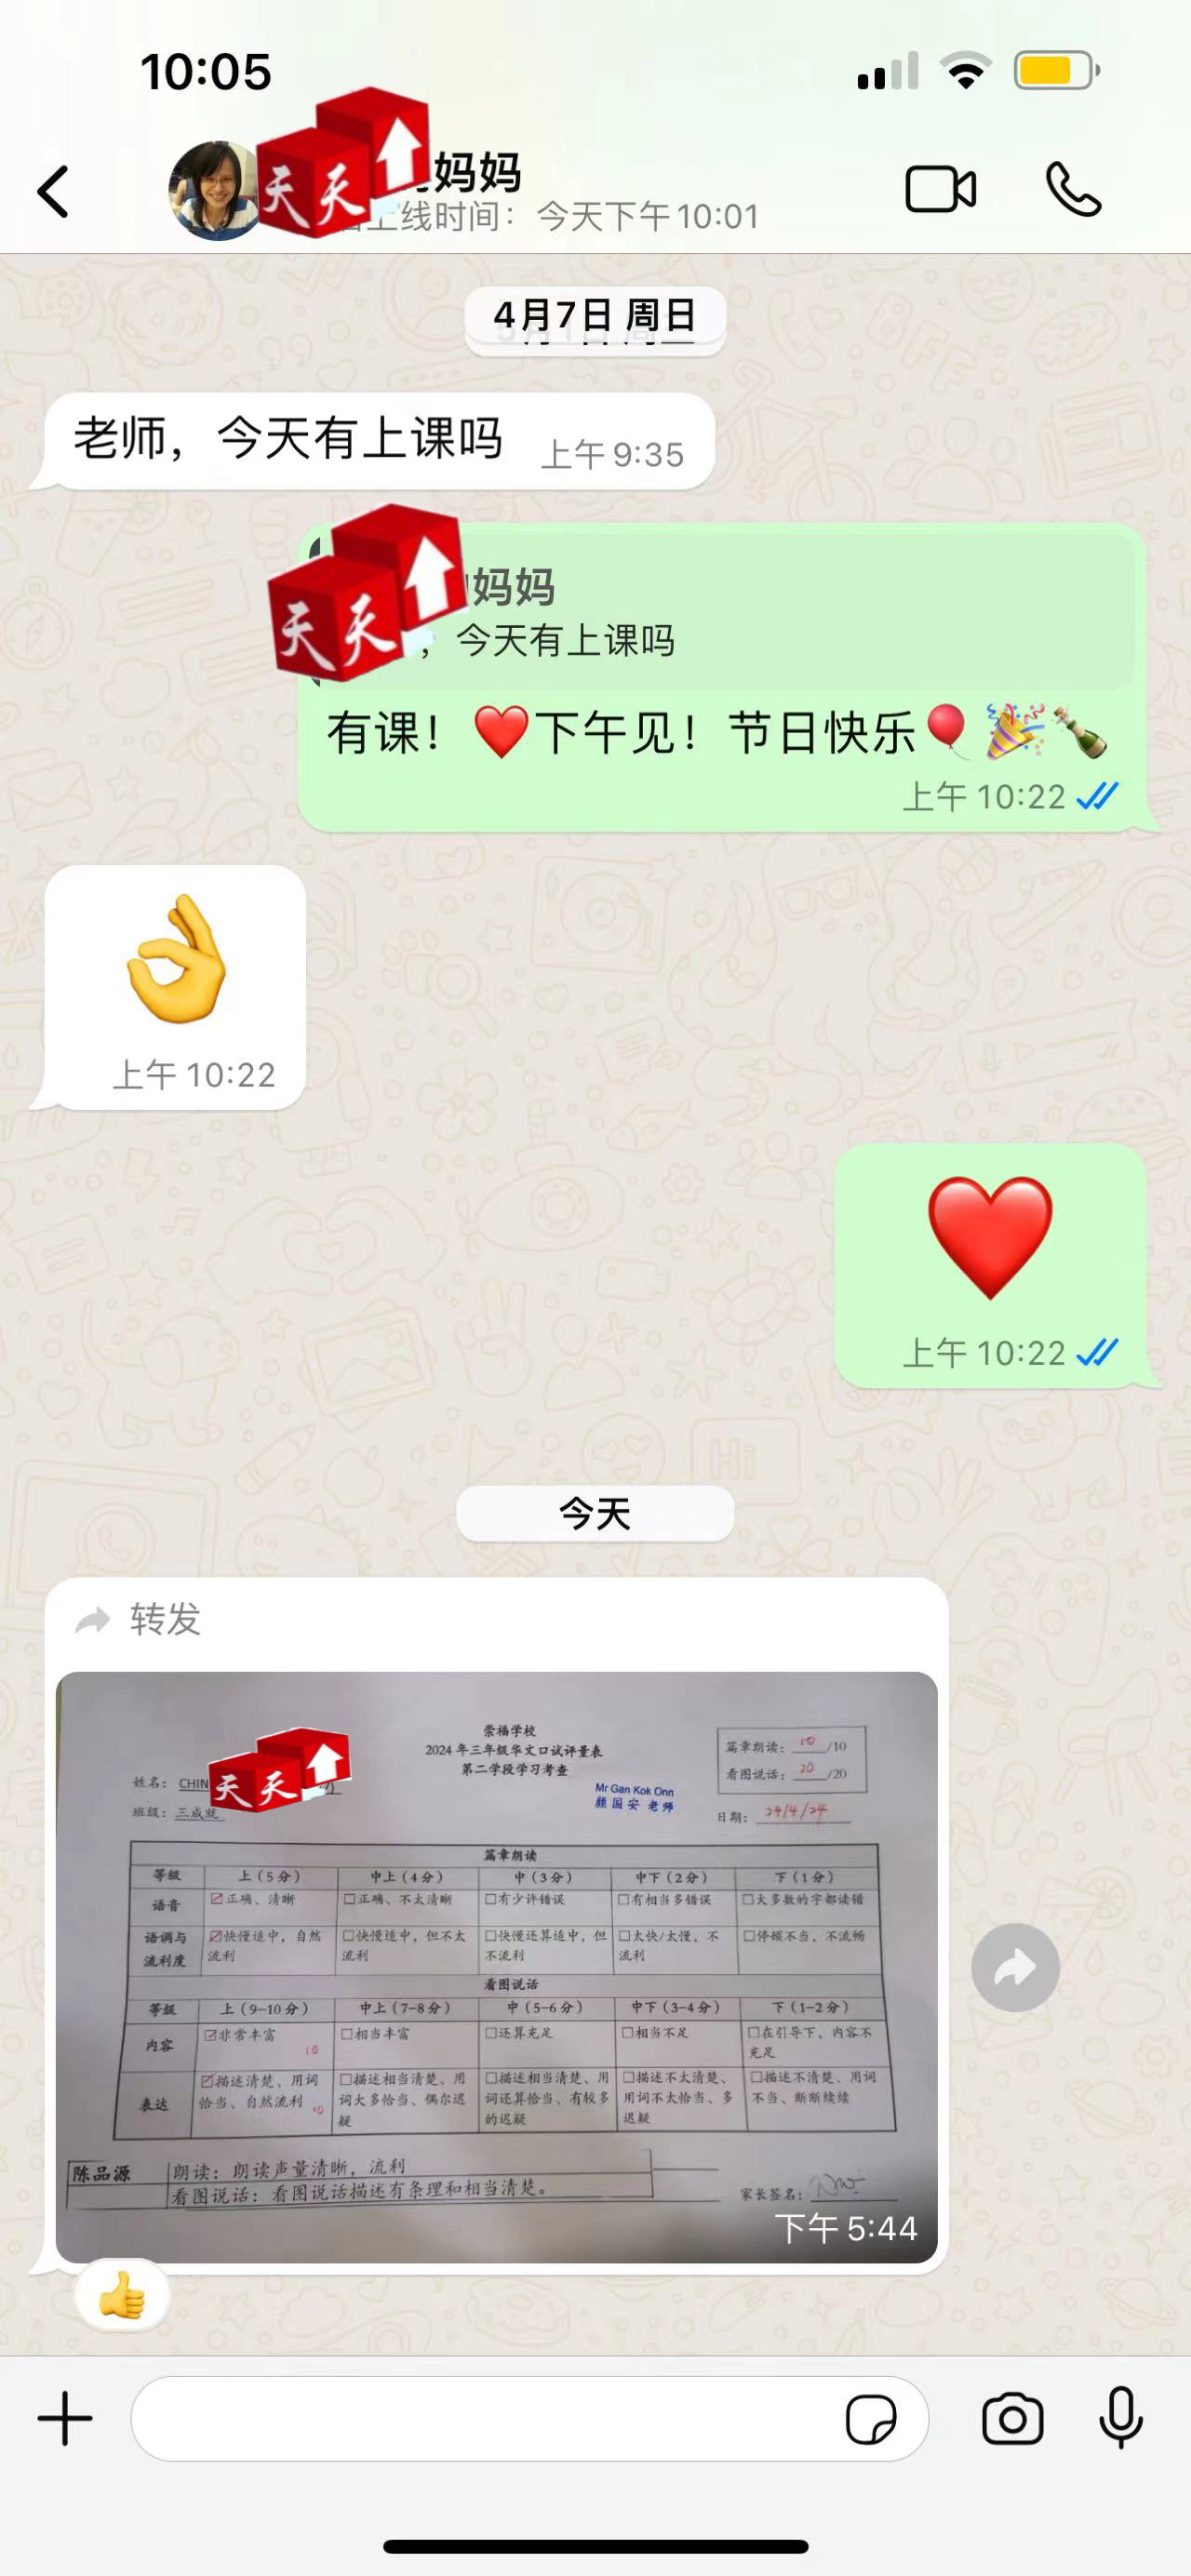 10:05
天天
妈妈
上线时间：今天下午10:01
4月7日 周日
老师，今天有上课吗
上午9:35
天天
妈妈
，今天有上课吗
有课！❤️下午见！节日快乐🎈🎉🍾
上午10:22
👌
上午10:22
❤️
上午10:22
今天
转发
崇福学校
2024 年三年级华文口试评量表
第二学段学习考查
姓名：CHIN
天天
班级：三成就
Mr Gan Kok Onn
颜国安 老师
篇章朗读：10/10
看图说话：20/20
日期：24/4/24
篇章朗读
等级 上（5分） 中上（4分） 中（3分） 中下（2分） 下（1分）
语音 ☑正确、清晰 □正确、不太清晰 □有少许错误 □有相当多错误 □大多数的字都读错
语调与 ☑快慢适中，自然 □快慢适中，但不太 □快慢还算适中，但 □太快/太慢，不 □停顿不当，不流畅
流利度 流利 流利 不流利 流利
看图说话
等级 上（9-10分） 中上（7-8分） 中（5-6分） 中下（3-4分） 下（1-2分）
内容 ☑非常丰富 10 □相当丰富 □还算充足 □相当不足 □在引导下，内容不
充足
表达 ☑描述清楚、用词 □描述相当清楚、用 □描述相当清楚、用 □描述不太清楚、 □描述不清楚、用词
恰当、自然流利 10 词大多恰当、偶尔迟 词还算恰当、有较多 用词不太恰当、多 不当、断断续续
疑 的迟疑 迟疑
陈品源 朗读：朗读声量清晰，流利
看图说话：看图说话描述有条理和相当清楚。
家长签名：
下午5:44
👍